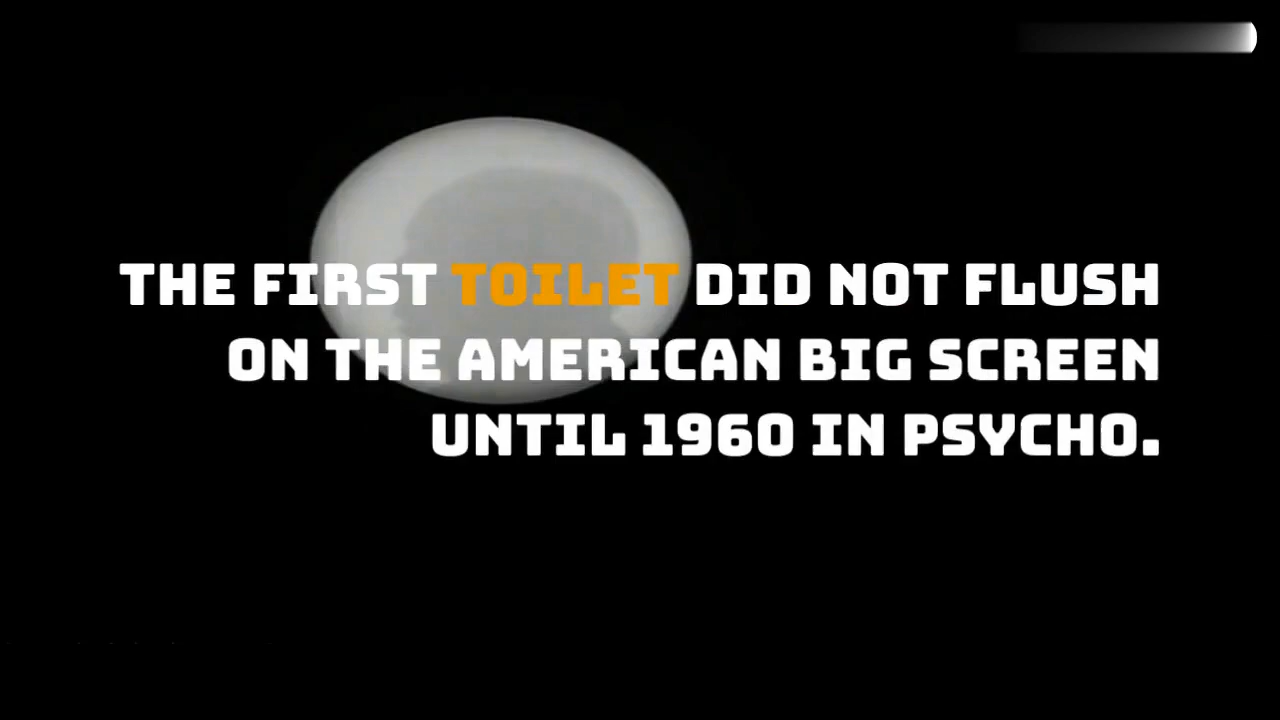 THE FIRST TOILET DID NOT FLUSH
ON THE AMERICAN BIG SCREEN
UNTIL 1960 IN PSYCHO.